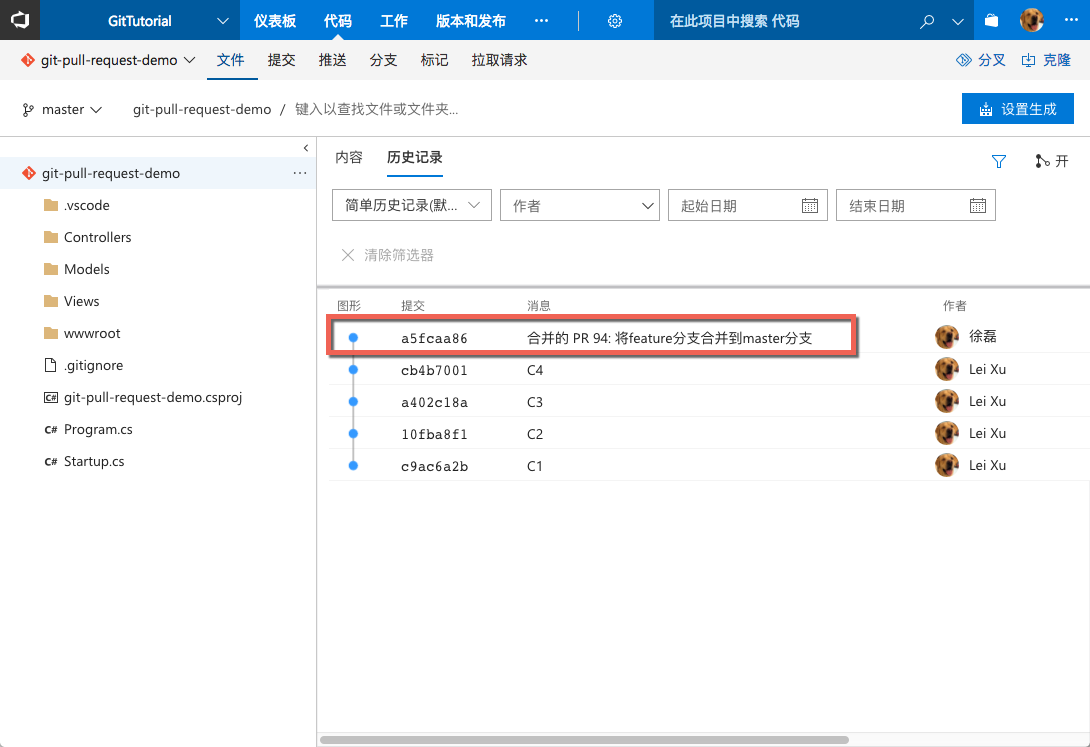 GitTutorial 仪表板 代码 工作 版本和发布 ··· 在此项目中搜索 代码 ···
git-pull-request-demo 文件 提交 推送 分支 标记 拉取请求 分叉 克隆
master git-pull-request-demo / 键入以查找文件或文件夹... 设置生成
git-pull-request-demo ···
.vscode
Controllers
Models
Views
wwwroot
.gitignore
C# git-pull-request-demo.csproj
C# Program.cs
C# Startup.cs
内容 历史记录 开
简单历史记录(默... 作者 起始日期 结束日期
清除筛选器
图形 提交 消息 作者
a5fcaa86 合并的 PR 94: 将feature分支合并到master分支 徐磊
cb4b7001 C4 Lei Xu
a402c18a C3 Lei Xu
10fba8f1 C2 Lei Xu
c9ac6a2b C1 Lei Xu